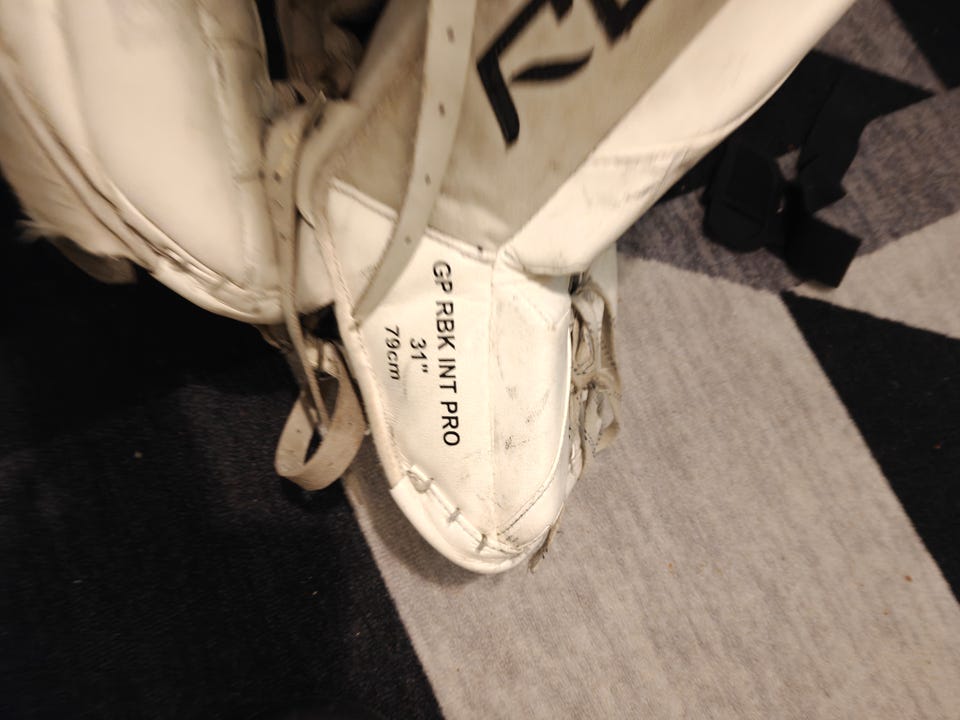 GP RBK INT PRO
31"
79cm